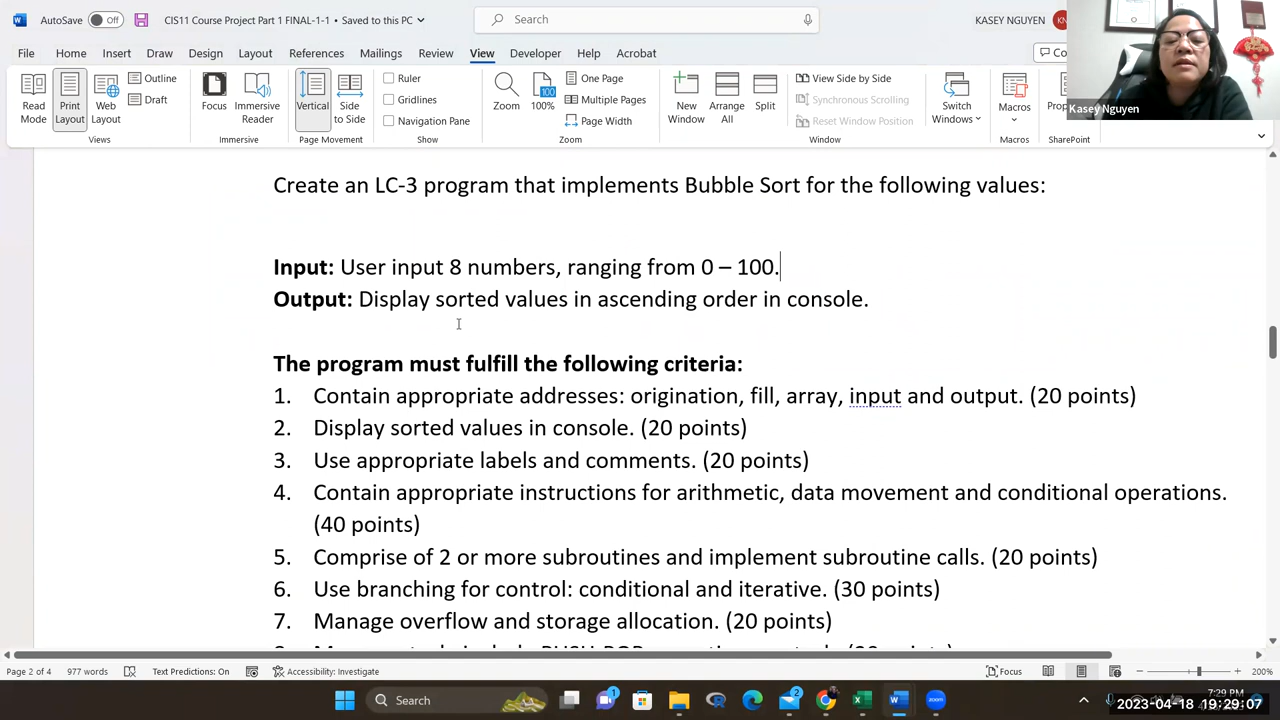 AutoSave Off CIS11 Course Project Part 1 FINAL-1-1 • Saved to this PC Search KASEY NGUYEN KN
File Home Insert Draw Design Layout References Mailings Review View Developer Help Acrobat Co
Read Mode Print Layout Web Layout Outline Draft Focus Immersive Reader Vertical Side to Side Ruler Gridlines Navigation Pane Zoom 100% 100 One Page Multiple Pages Page Width New Window Arrange All Split View Side by Side Synchronous Scrolling Reset Window Position Switch Windows Macros Prop
Views Immersive Page Movement Show Zoom Window Macros SharePoint
Kasey Nguyen
Create an LC-3 program that implements Bubble Sort for the following values:
Input: User input 8 numbers, ranging from 0 – 100.
Output: Display sorted values in ascending order in console.
The program must fulfill the following criteria:
1. Contain appropriate addresses: origination, fill, array, input and output. (20 points)
2. Display sorted values in console. (20 points)
3. Use appropriate labels and comments. (20 points)
4. Contain appropriate instructions for arithmetic, data movement and conditional operations.
(40 points)
5. Comprise of 2 or more subroutines and implement subroutine calls. (20 points)
6. Use branching for control: conditional and iterative. (30 points)
7. Manage overflow and storage allocation. (20 points)
Page 2 of 4 977 words Text Predictions: On Accessibility: Investigate Focus 200%
Search 1 2 7:29 PM
2023-04-18 19:29:07